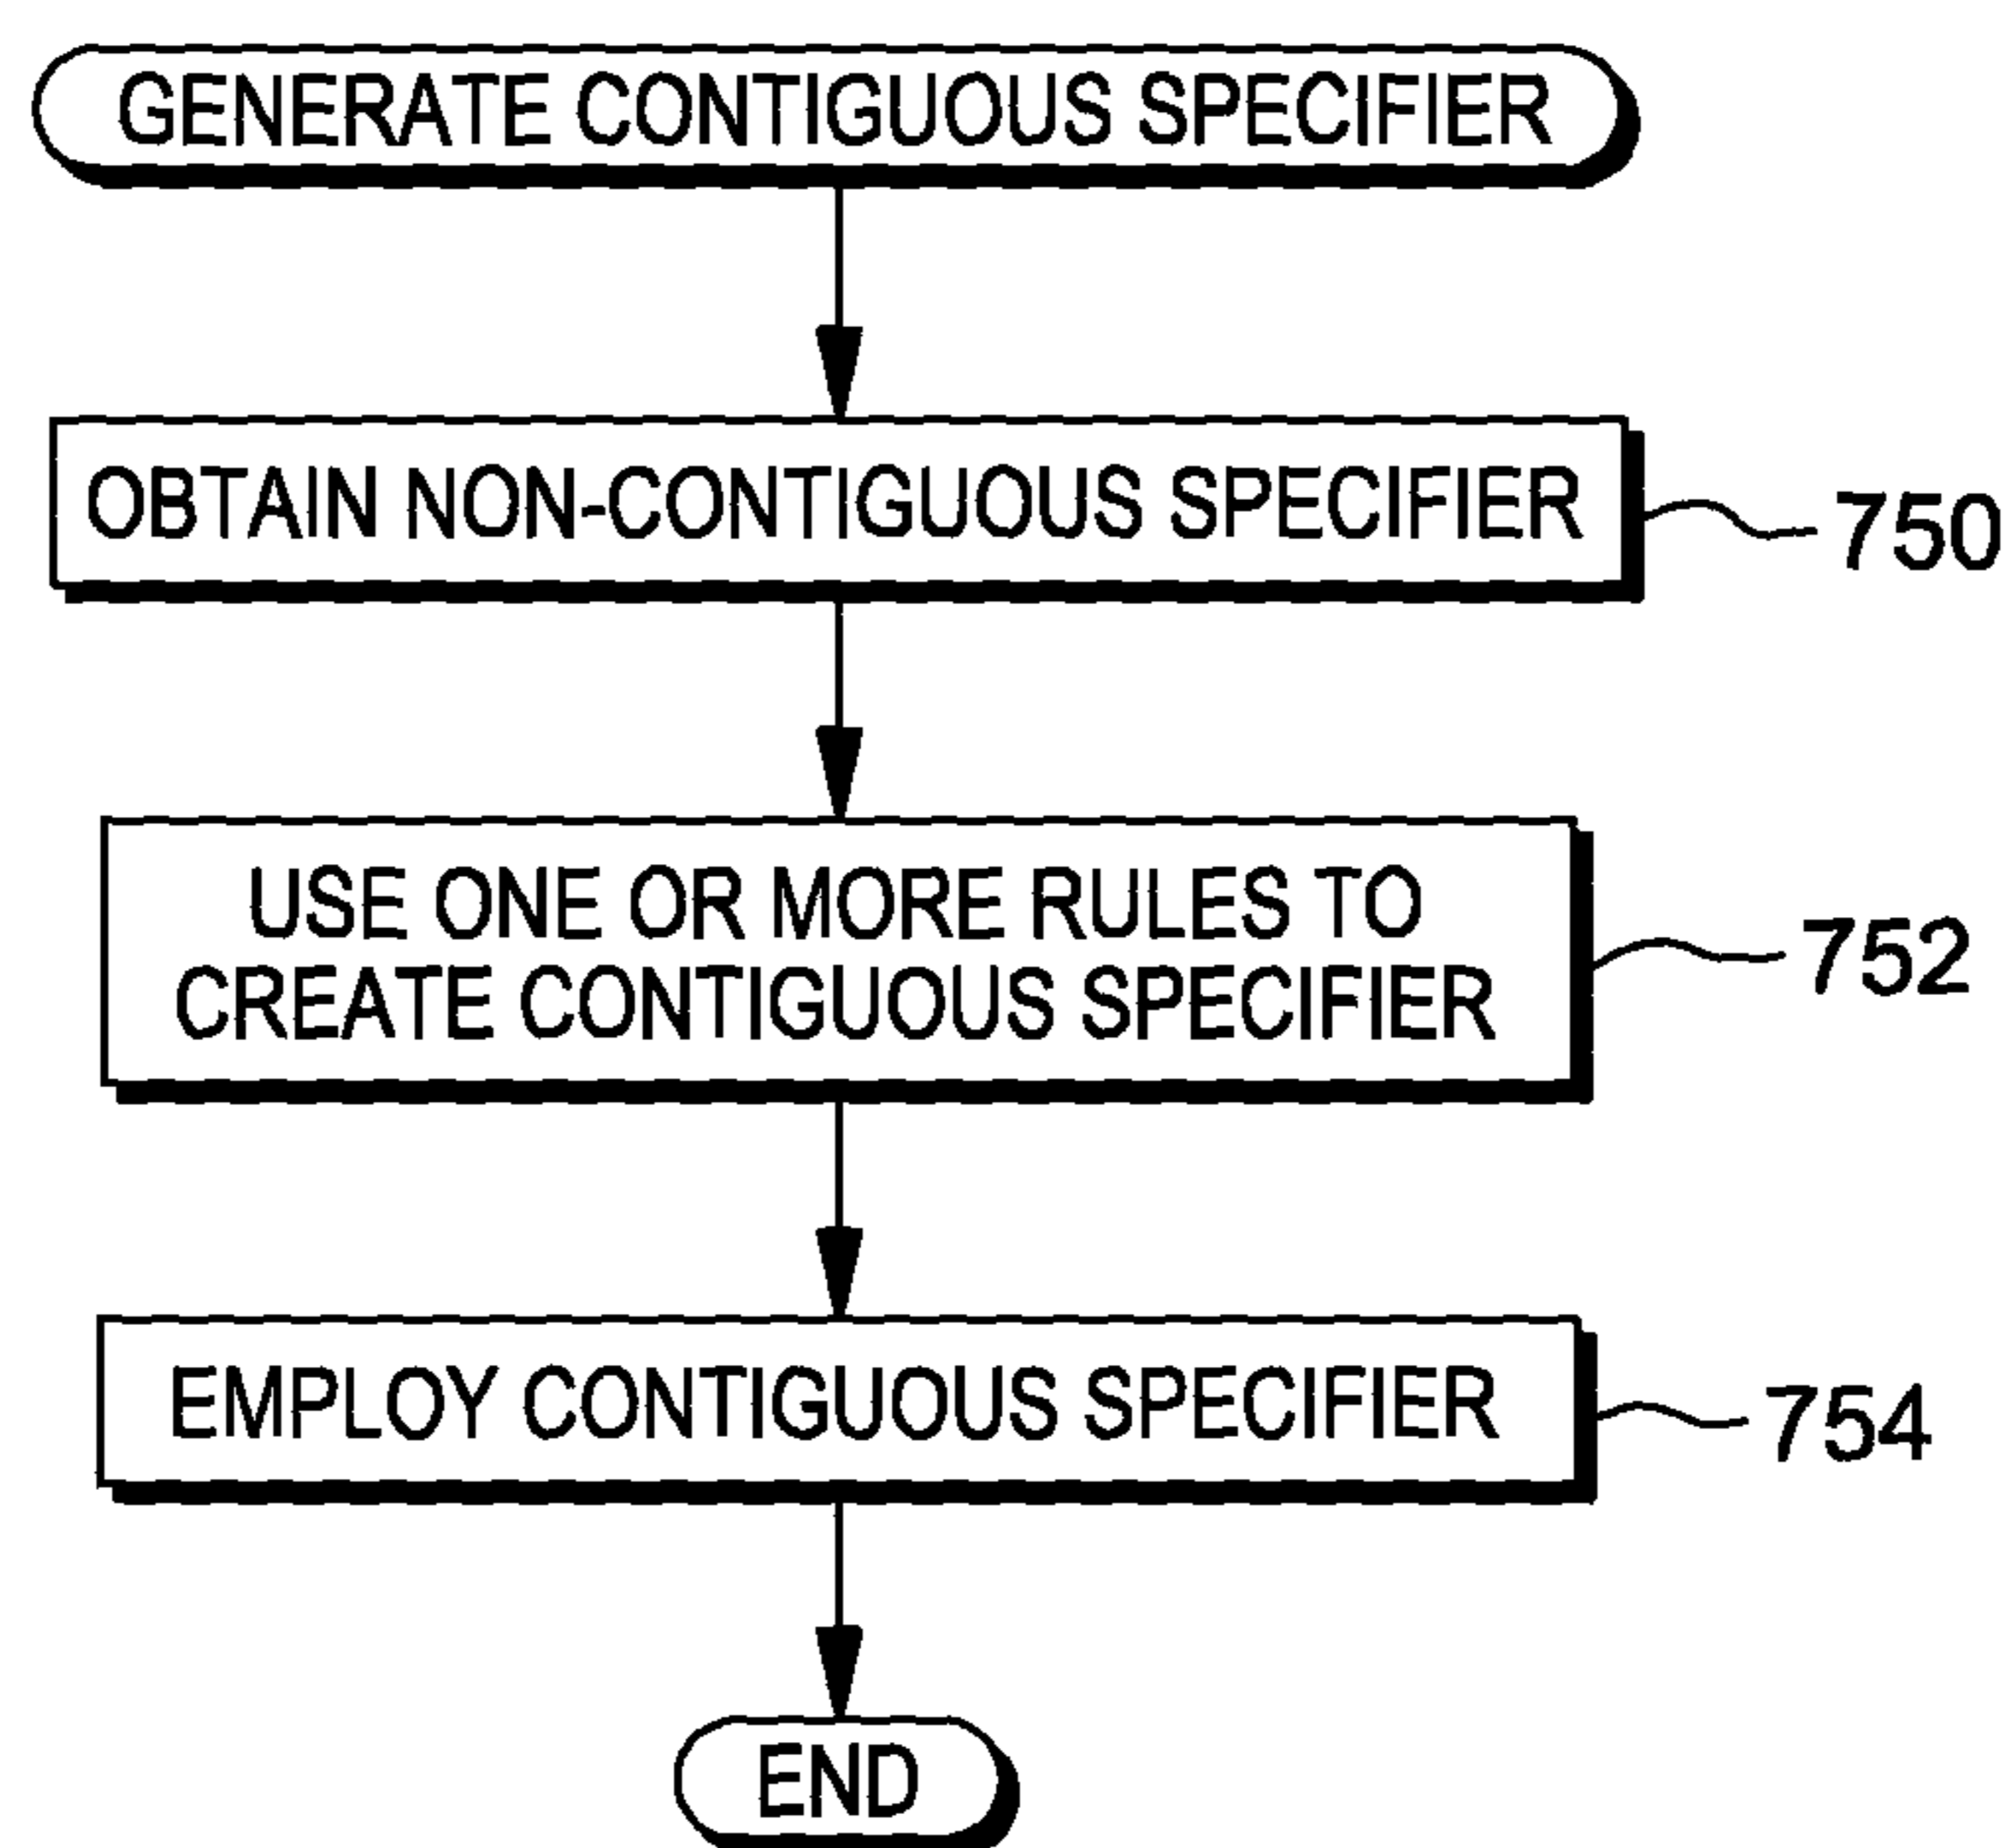 GENERATE CONTIGUOUS SPECIFIER
OBTAIN NON-CONTIGUOUS SPECIFIER
750
USE ONE OR MORE RULES TO
CREATE CONTIGUOUS SPECIFIER
752
EMPLOY CONTIGUOUS SPECIFIER
754
END